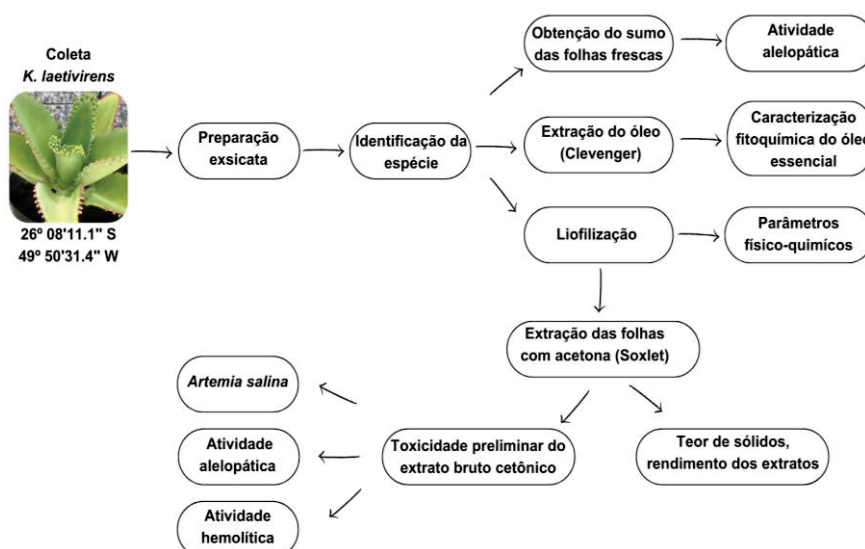 Coleta
K. laetivirens
26º 08'11.1" S
49º 50'31.4" W
Preparação
exsicata
Identificação da
espécie
Obtenção do sumo
das folhas frescas
Atividade
alelopática
Extração do óleo
(Clevenger)
Caracterização
fitoquímica do óleo
essencial
Liofilização
Parâmetros
físico-quimícos
Extração das folhas
com acetona (Soxlet)
Artemia salina
Atividade
alelopática
Atividade
hemolítica
Toxicidade preliminar do
extrato bruto cetônico
Teor de sólidos,
rendimento dos extratos